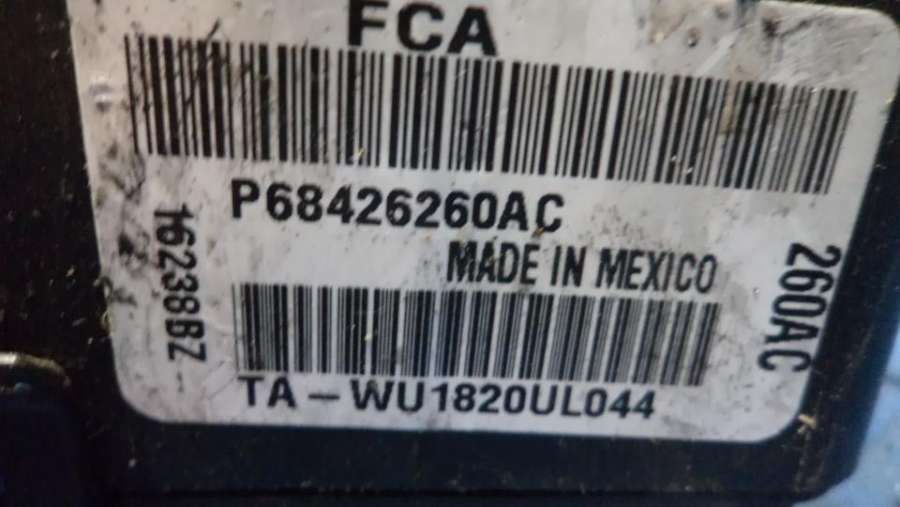 FCA
P68426260AC
MADE IN MEXICO
16238BZ
260AC
TA-WU1820UL044